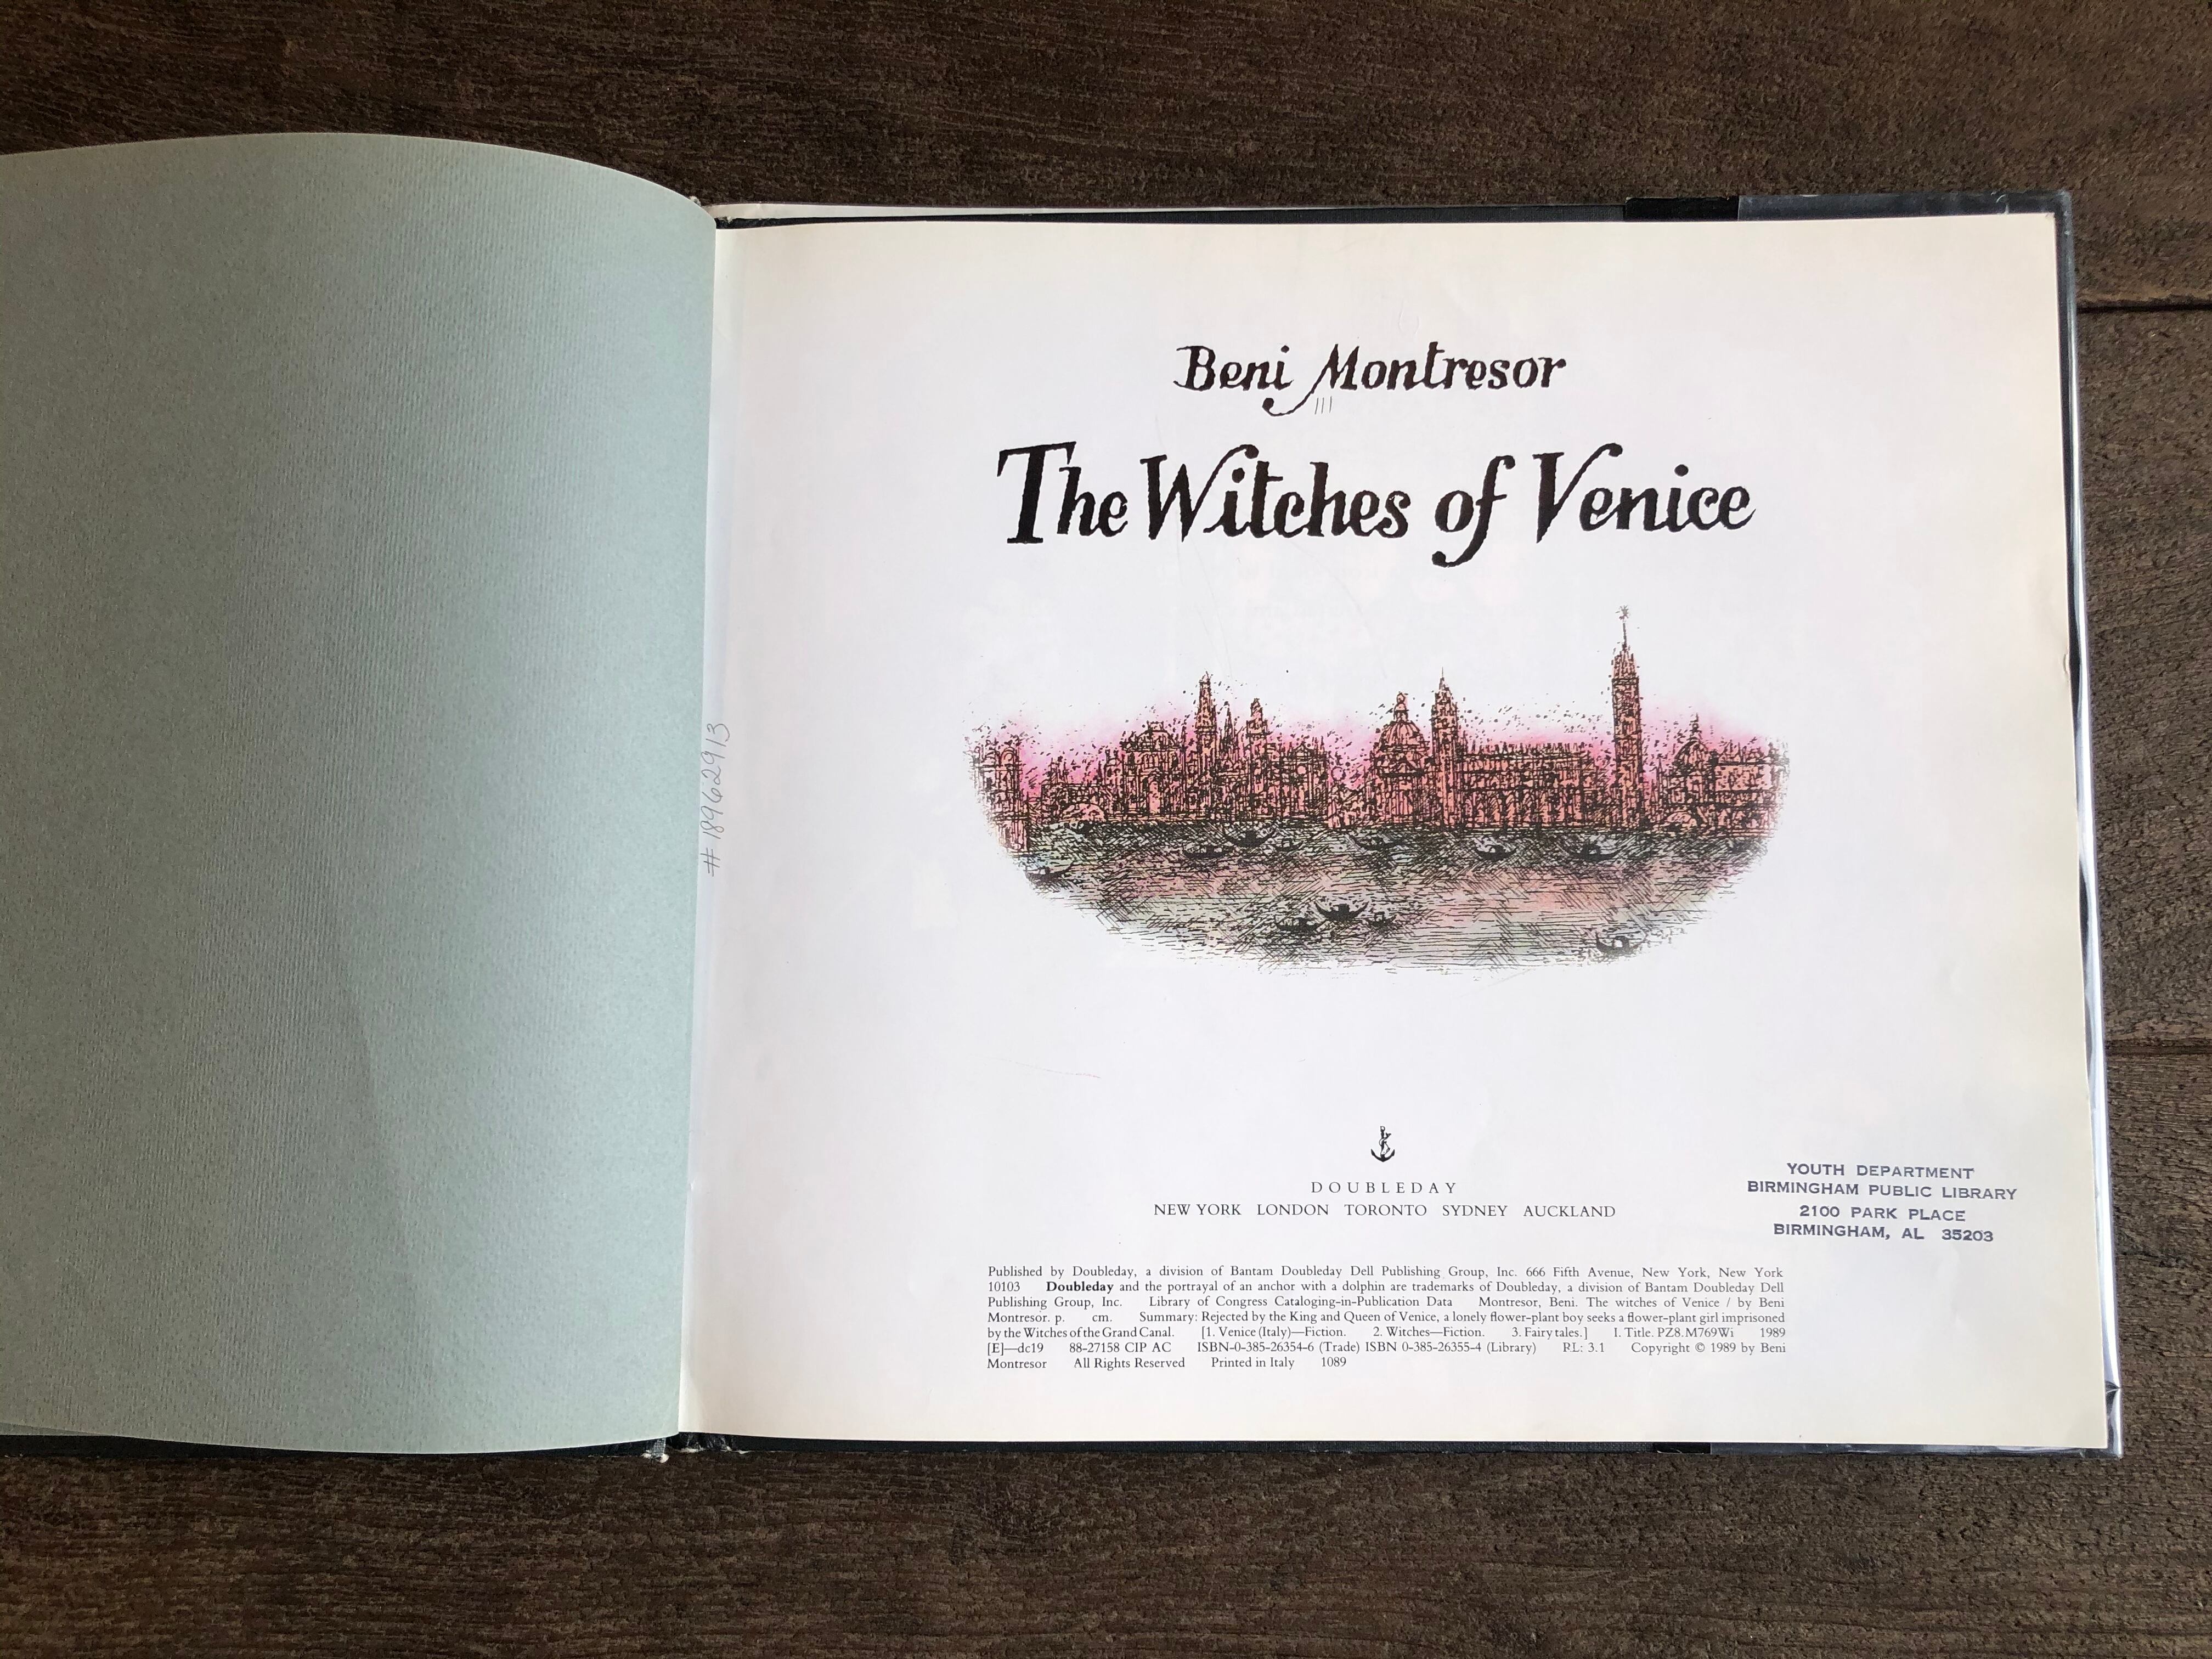 # 189662913
Beni Montresor
The Witches of Venice
DOUBLEDAY
NEW YORK LONDON TORONTO SYDNEY AUCKLAND
YOUTH DEPARTMENT
BIRMINGHAM PUBLIC LIBRARY
2100 PARK PLACE
BIRMINGHAM, AL 35203
Published by Doubleday, a division of Bantam Doubleday Dell Publishing Group, Inc. 666 Fifth Avenue, New York, New York
10103 Doubleday and the portrayal of an anchor with a dolphin are trademarks of Doubleday, a division of Bantam Doubleday Dell
Publishing Group, Inc. Library of Congress Cataloging-in-Publication Data Montresor, Beni. The witches of Venice / by Beni
Montresor. p. cm. Summary: Rejected by the King and Queen of Venice, a lonely flower-plant boy seeks a flower-plant girl imprisoned
by the Witches of the Grand Canal. [1. Venice (Italy)—Fiction. 2. Witches—Fiction. 3. Fairy tales.] I. Title. PZ8.M769Wi 1989
[E]—dc19 88-27158 CIP AC ISBN-0-385-26354-6 (Trade) ISBN 0-385-26355-4 (Library) RL: 3.1 Copyright © 1989 by Beni
Montresor All Rights Reserved Printed in Italy 1089